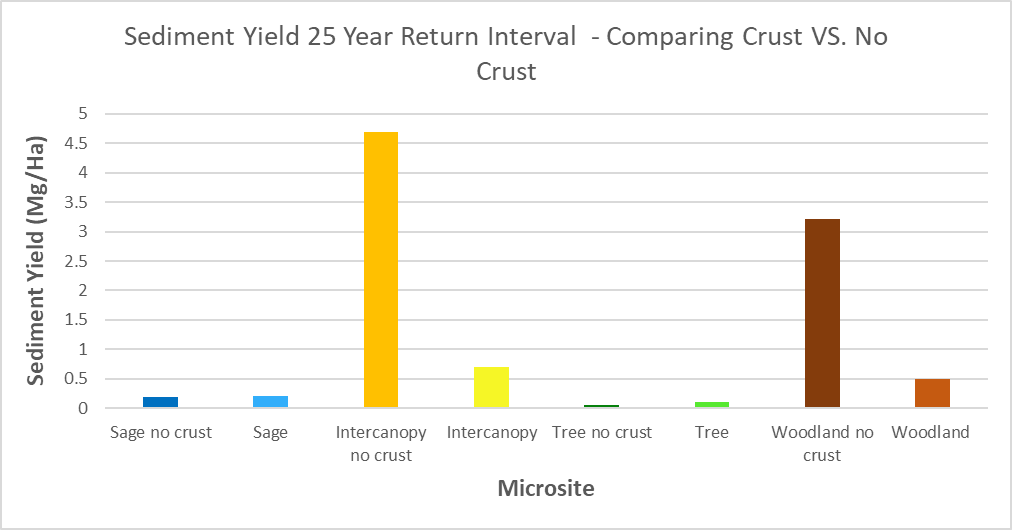 Sediment Yield 25 Year Return Interval - Comparing Crust VS. No
Crust
Sediment Yield (Mg/Ha)
5
4.5
4
3.5
3
2.5
2
1.5
1
0.5
0
Sage no crust
Sage
Intercanopy
no crust
Intercanopy
Tree no crust
Tree
Woodland no
crust
Woodland
Microsite